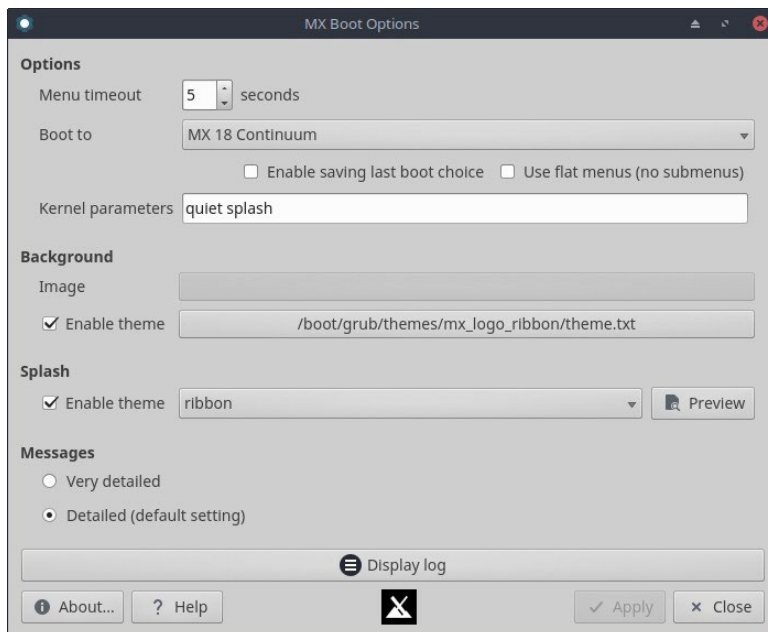 MX Boot Options
Options
Menu timeout 5 seconds
Boot to MX 18 Continuum
Enable saving last boot choice Use flat menus (no submenus)
Kernel parameters quiet splash
Background
Image
Enable theme /boot/grub/themes/mx_logo_ribbon/theme.txt
Splash
Enable theme ribbon Preview
Messages
Very detailed
Detailed (default setting)
Display log
About... ? Help Apply Close